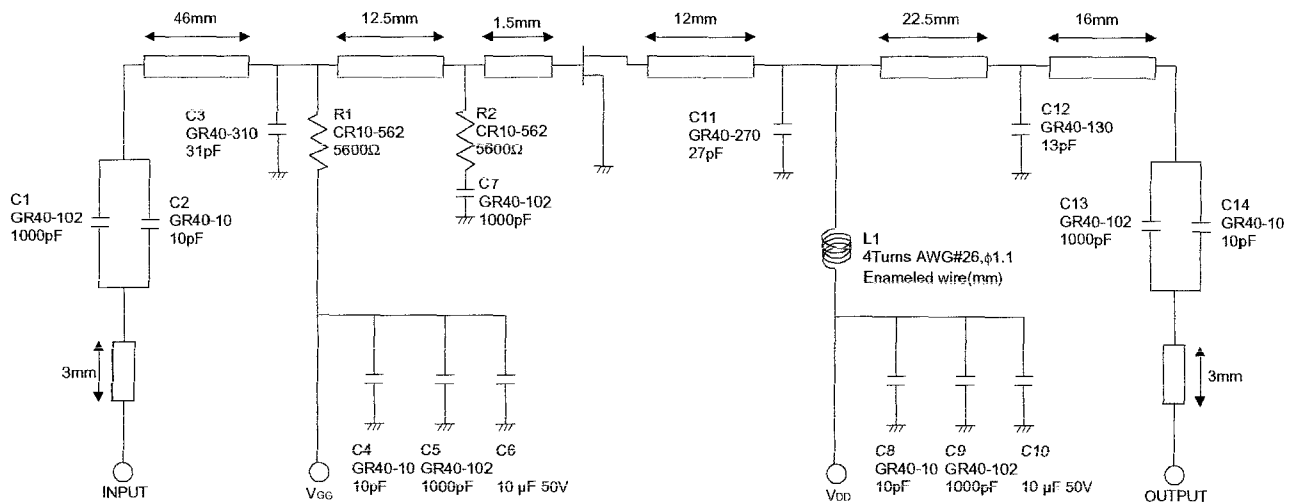 46mm
12.5mm
1.5mm
12mm
22.5mm
16mm
C3
GR40-310
31pF
R1
CR10-562
5600Ω
R2
CR10-562
5600Ω
C7
GR40-102
1000pF
C11
GR40-270
27pF
C12
GR40-130
13pF
C1
GR40-102
1000pF
C2
GR40-10
10pF
C13
GR40-102
1000pF
C14
GR40-10
10pF
L1
4Turns AWG#26,ϕ1.1
Enameled wire(mm)
3mm
3mm
C4
GR40-10
10pF
C5
GR40-102
1000pF
C6
10 µF 50V
C8
GR40-10
10pF
C9
GR40-102
1000pF
C10
10 µF 50V
INPUT
VGG
VDD
OUTPUT